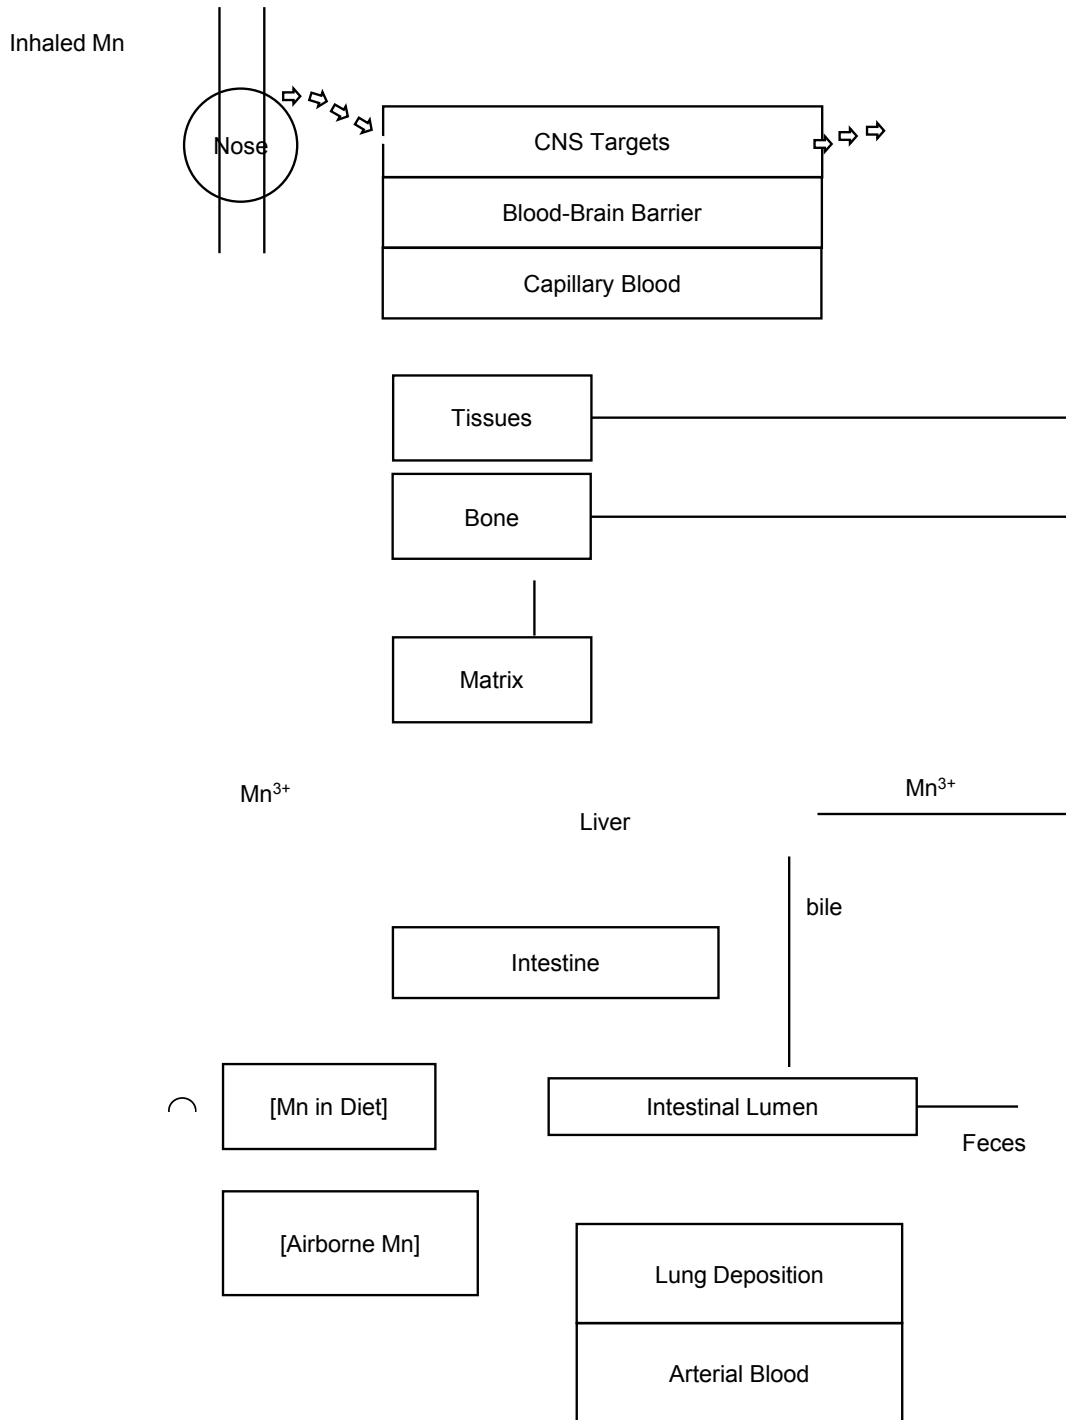 Inhaled Mn
Nose
CNS Targets
Blood-Brain Barrier
Capillary Blood
Tissues
Bone
Matrix
Mn³⁺
Mn³⁺
Liver
bile
Intestine
[Mn in Diet]
Intestinal Lumen
Feces
[Airborne Mn]
Lung Deposition
Arterial Blood